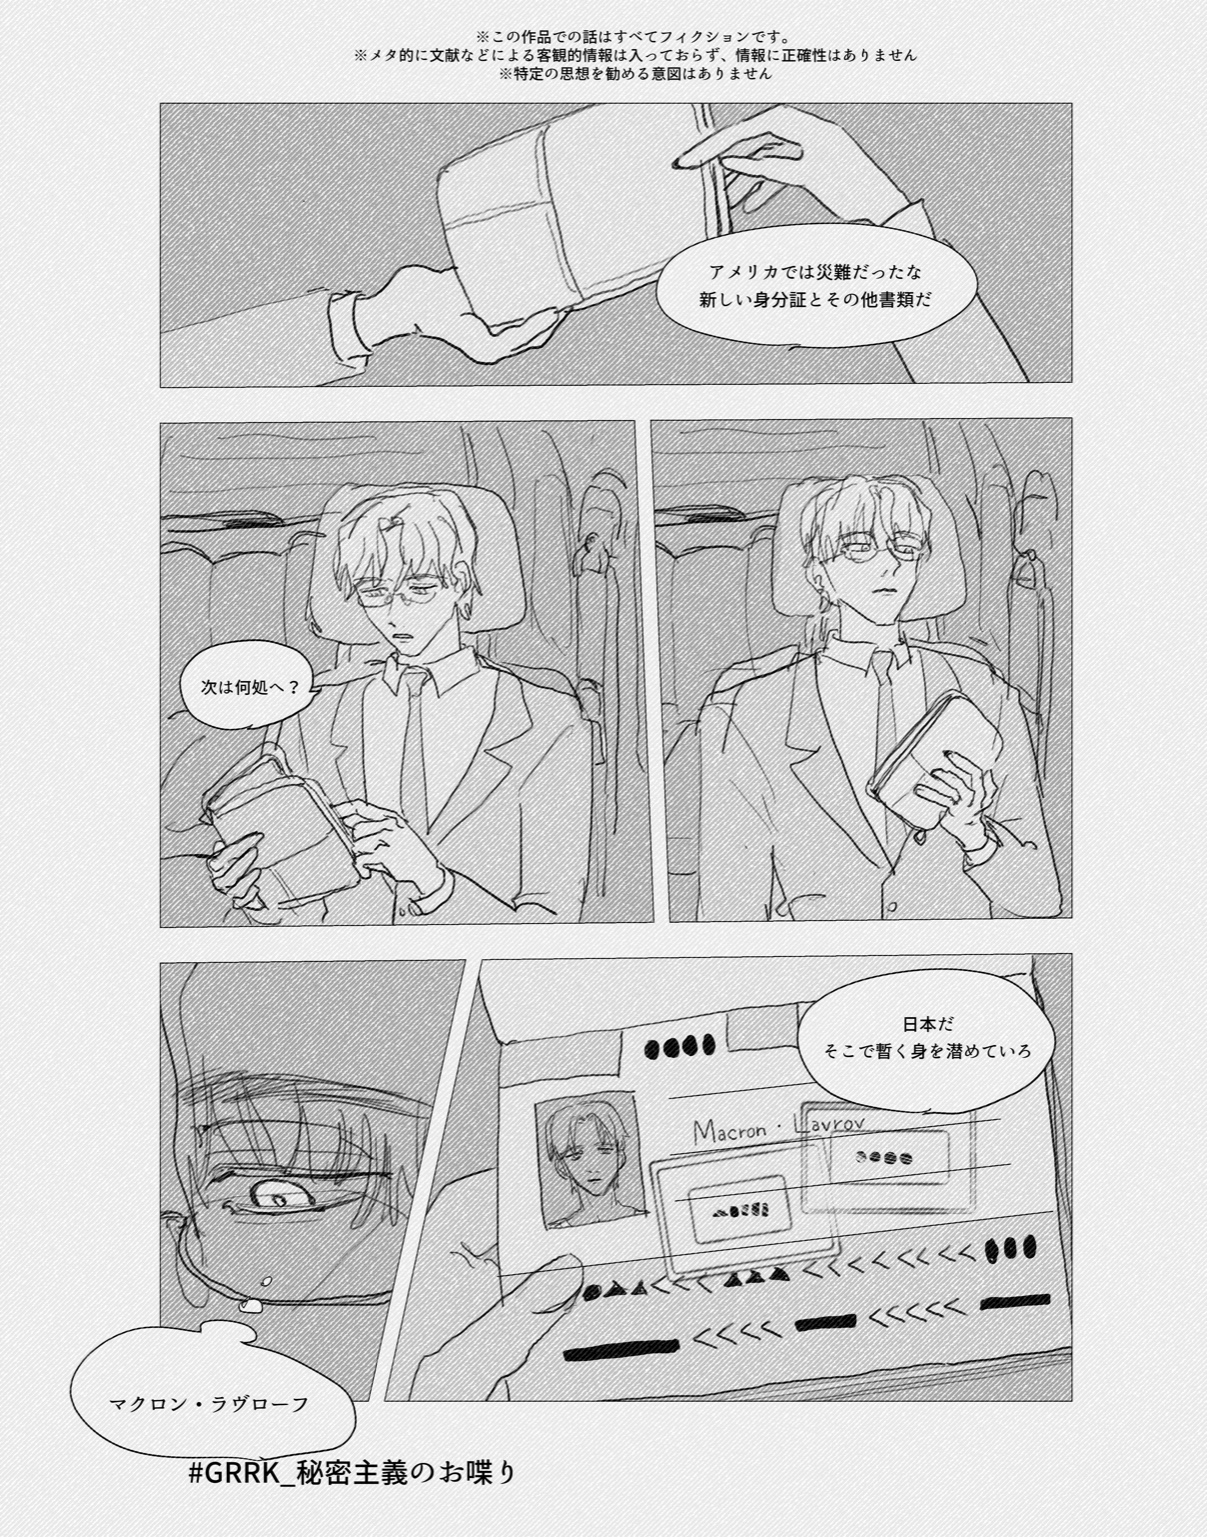 ※この作品での話はすべてフィクションです。
※メタ的に文献などによる客観的情報は入っておらず、情報に正確性はありません
※特定の思想を勧める意図はありません
アメリカでは災難だったな
新しい身分証とその他書類だ
次は何処へ？
日本だ
そこで暫く身を潜めていろ
Macron・Lavrov
マクロン・ラヴローフ
#GRRK_秘密主義のお喋り